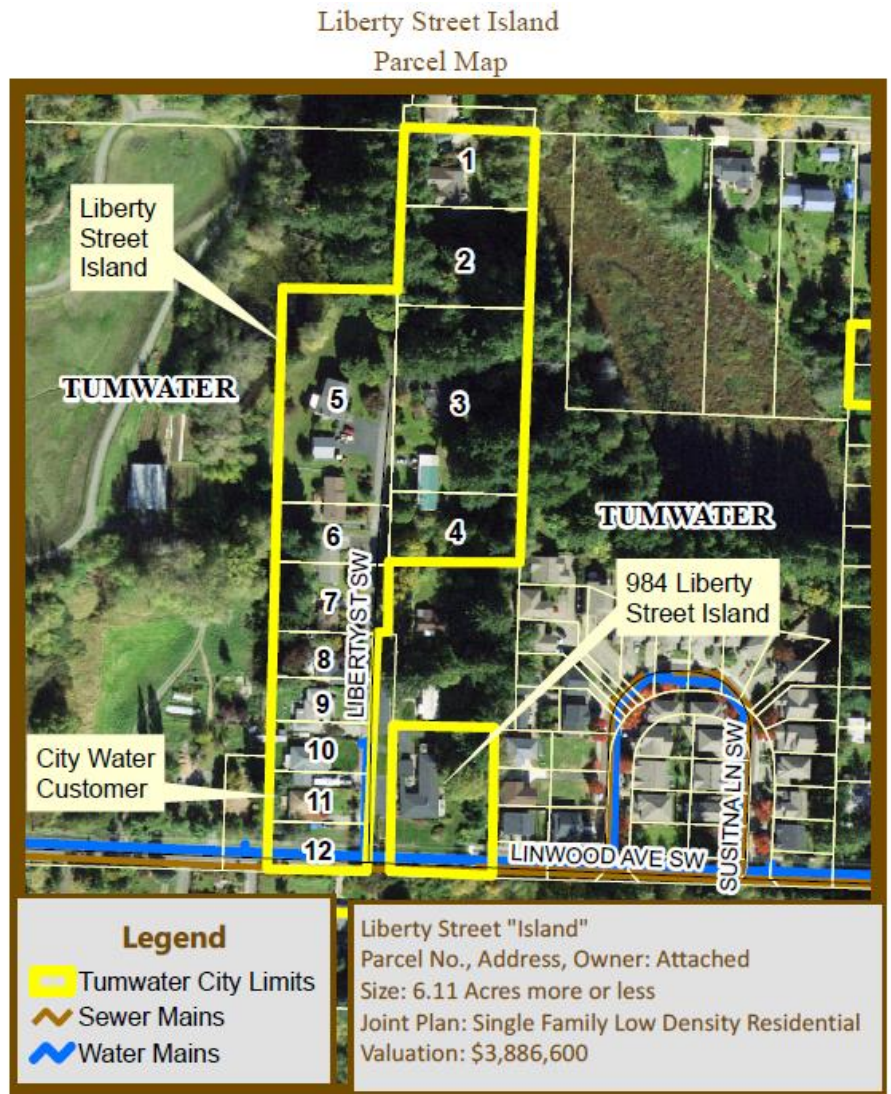 Liberty Street Island
Parcel Map
1
Liberty
Street
Island
2
TUMWATER
5
3
TUMWATER
6
4
984 Liberty
Street Island
7
LIBERTY ST SW
8
9
City Water
Customer
10
11
SUSITNA LN SW
12
LINWOOD AVE SW
Legend
Tumwater City Limits
Sewer Mains
Water Mains
Liberty Street "Island"
Parcel No., Address, Owner: Attached
Size: 6.11 Acres more or less
Joint Plan: Single Family Low Density Residential
Valuation: $3,886,600